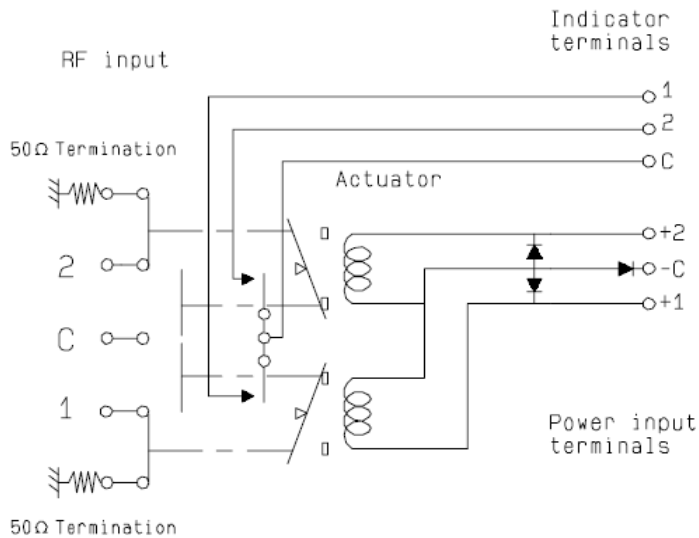 Indicator
terminals
RF input
1
2
C
50Ω Termination
Actuator
+2
-C
+1
2
C
1
Power input
terminals
50Ω Termination